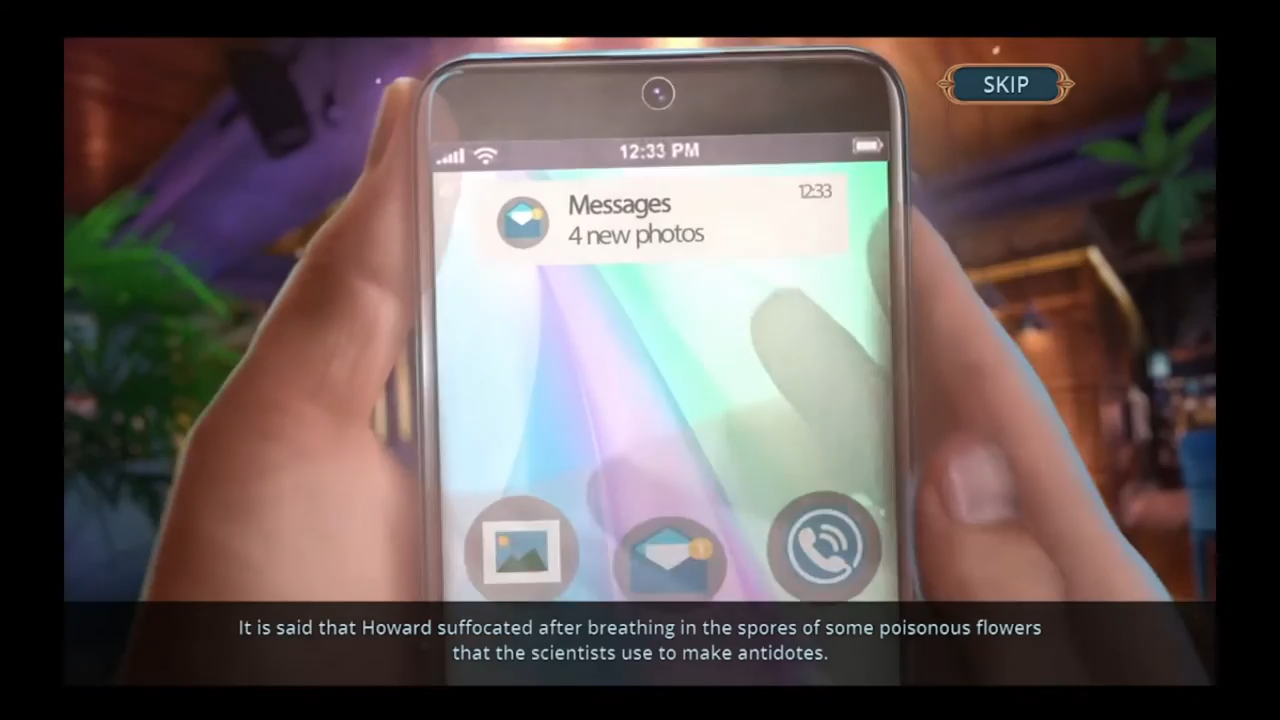 SKIP
12:33 PM
Messages 12:33
4 new photos
It is said that Howard suffocated after breathing in the spores of some poisonous flowers
that the scientists use to make antidotes.